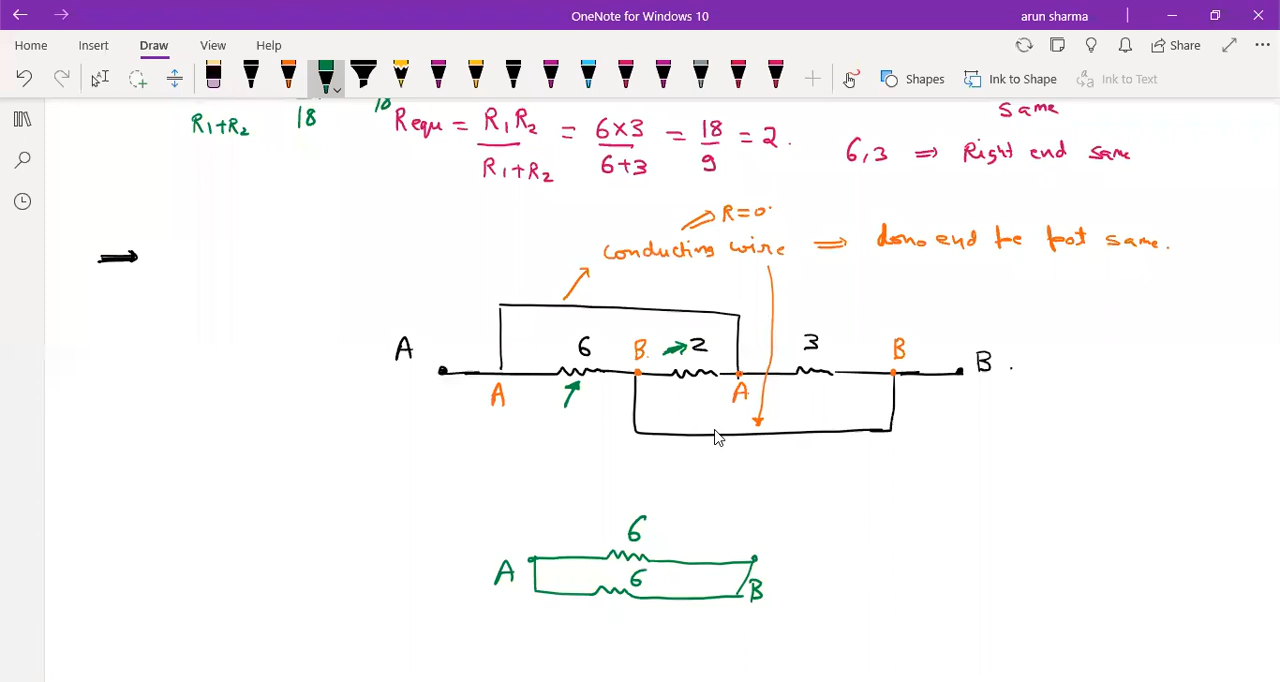 OneNote for Windows 10
arun sharma
Home Insert Draw View Help
Share
Shapes Ink to Shape Ink to Text
same
18
18
R1+R2
Requ = R1R2 / R1+R2 = 6×3 / 6+3 = 18 / 9 = 2.
6,3 ⇒ Right end same
R=0
conducting wire ⇒ dono end same.
A 6 B. 2 3 B B.
A A
6
A 6 B